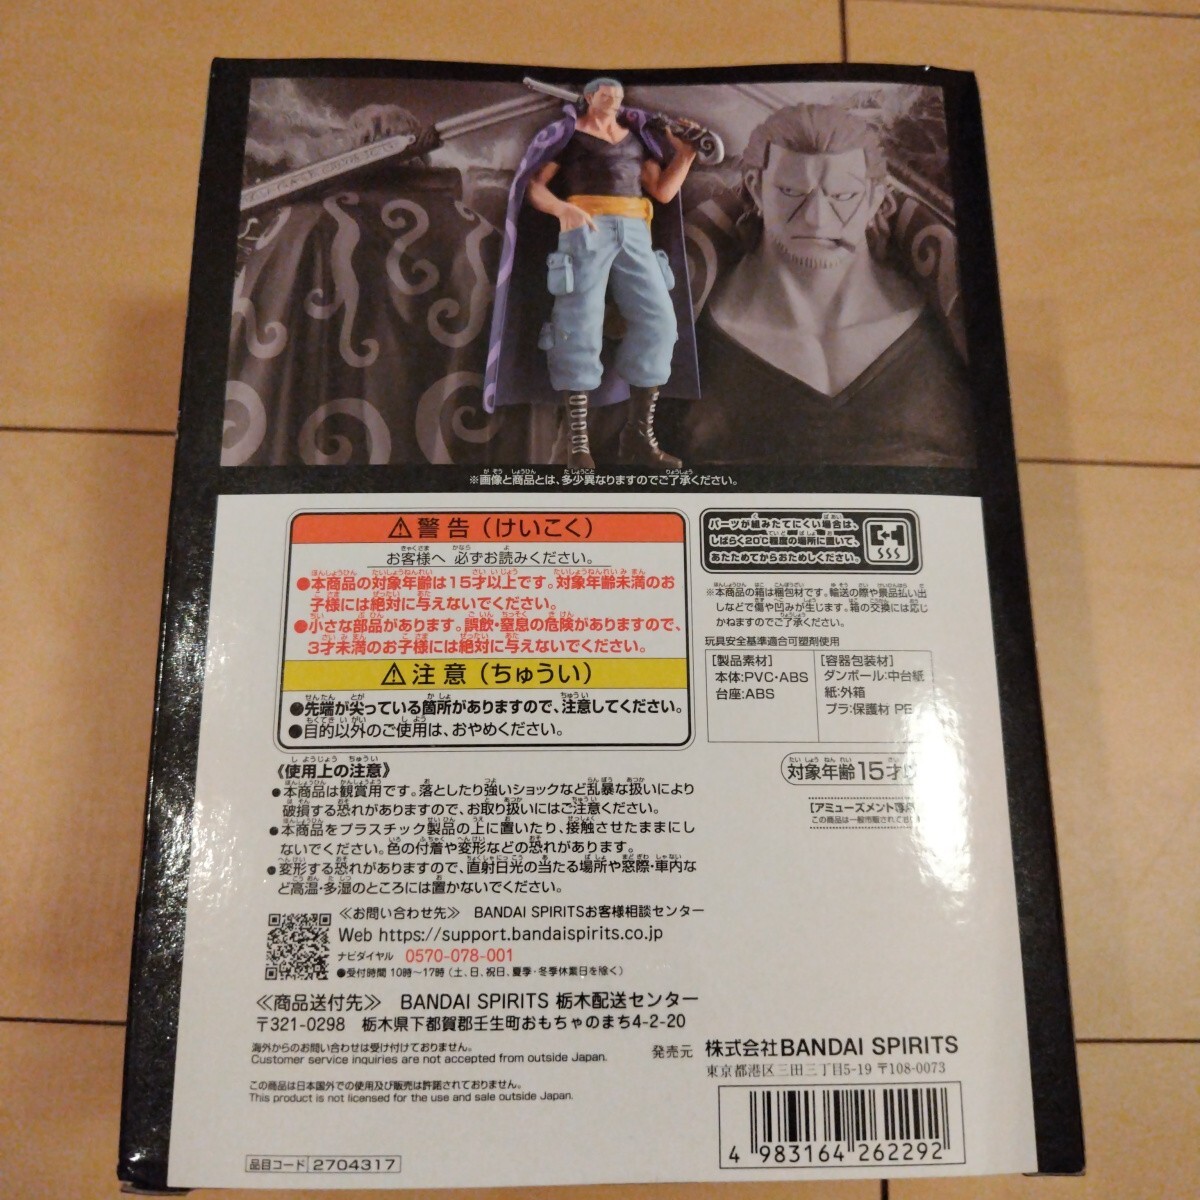 ※画像と商品とは、多少異なりますのでご了承ください。
⚠警告（けいこく）
お客様へ 必ずお読みください。
●本商品の対象年齢は15才以上です。対象年齢未満のお
子様には絶対に与えないでください。
●小さな部品があります。誤飲・窒息の危険がありますので、
3才未満のお子様には絶対に与えないでください。
⚠注意（ちゅうい）
●先端が尖っている箇所がありますので、注意してください。
●目的以外のご使用は、おやめください。
《使用上の注意》
●本商品は観賞用です。落としたり強いショックなど乱暴な扱いにより
破損する恐れがありますので、お取り扱いにはご注意ください。
●本商品をプラスチック製品の上に置いたり、接触させたままにし
ないでください。色の付着や変形などの恐れがあります。
●変形する恐れがありますので、直射日光の当たる場所や窓際・車内な
ど高温・多湿のところには置かないでください。
パーツが組みたてにくい場合は、
しばらく20℃程度の場所に置いて、
あたためてからおためしください。
※本商品の箱は梱包材です。輸送の際や景品払い出
しなどで傷や凹みが生じます。箱の交換には応じ
かねますのでご了承ください。
玩具安全基準適合可塑剤使用
［製品素材］
本体：PVC・ABS
台座：ABS
［容器包装材］
ダンボール：中台紙
紙：外箱
プラ：保護材 PE
対象年齢15才以
［アミューズメント専用
この商品は一般市販されて
≪お問い合わせ先≫ BANDAI SPIRITSお客様相談センター
Web https://support.bandaispirits.co.jp
ナビダイヤル 0570-078-001
●受付時間 10時～17時（土、日、祝日、夏季・冬季休業日を除く）
≪商品送付先≫ BANDAI SPIRITS 栃木配送センター
〒321-0298 栃木県下都賀郡壬生町おもちゃのまち4-2-20
海外からのお問い合わせは受け付けておりません。
Customer service inquiries are not accepted from outside Japan.
この商品は日本国外での使用及び販売は許諾されておりません。
This product is not licensed for the use and sale outside Japan.
発売元 株式会社BANDAI SPIRITS
東京都港区三田三丁目5-19 〒108-0073
品目コード 2704317
4 983164 262292